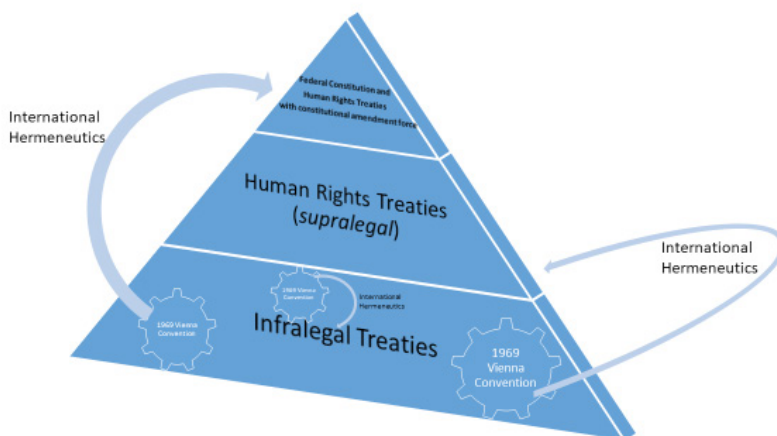 Federal Constitution and
Human Rights Treaties
with constitutional amendment force
International
Hermeneutics
Human Rights Treaties
(supralegal)
International
Hermeneutics
1969 Vienna
Convention
International
Hermeneutics
1969 Vienna
Convention
Infralegal Treaties
1969
Vienna
Convention